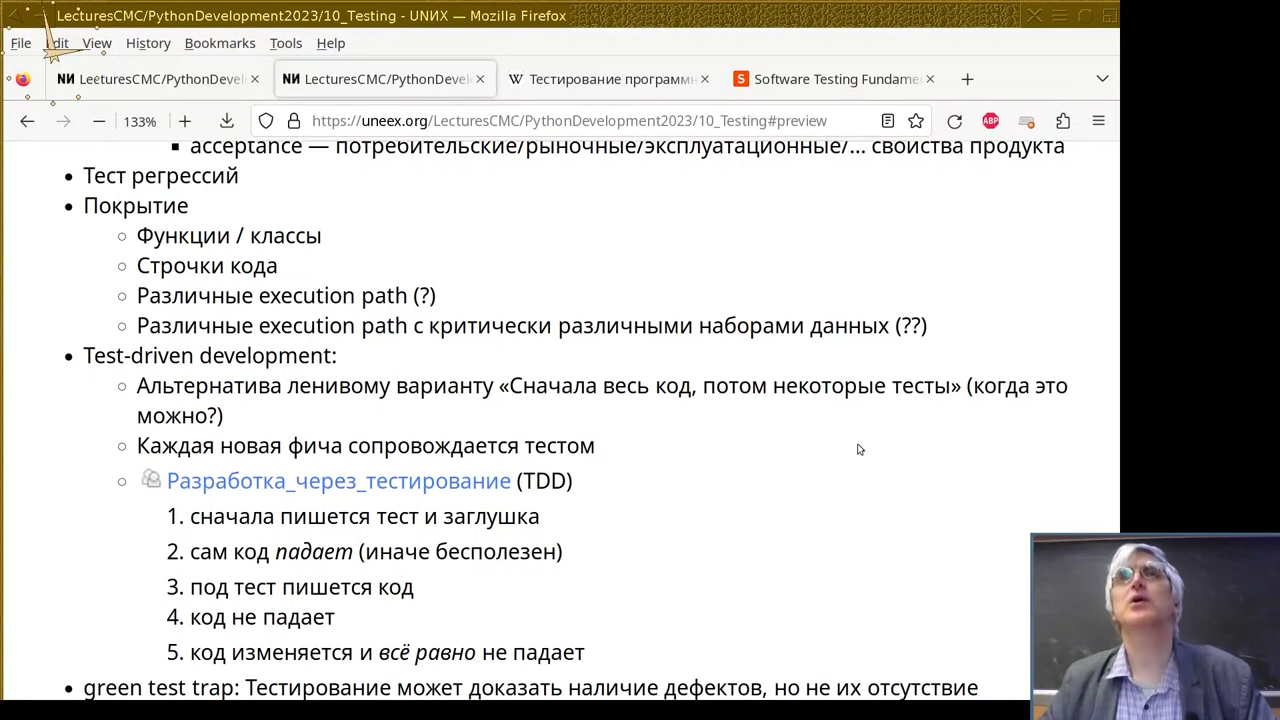 LecturesCMC/PythonDevelopment2023/10_Testing - UNИX — Mozilla Firefox
File Edit View History Bookmarks Tools Help
NИ LecturesCMC/PythonDevel NИ LecturesCMC/PythonDevel W Тестирование программн S Software Testing Fundame
133% https://uneex.org/LecturesCMC/PythonDevelopment2023/10_Testing#preview ABP
▪ acceptance — потребительские/рыночные/эксплуатационные/... свойства продукта
• Тест регрессий
• Покрытие
○ Функции / классы
○ Строчки кода
○ Различные execution path (?)
○ Различные execution path с критически различными наборами данных (??)
• Test-driven development:
○ Альтернатива ленивому варианту «Сначала весь код, потом некоторые тесты» (когда это
можно?)
○ Каждая новая фича сопровождается тестом
○ Разработка_через_тестирование (TDD)
1. сначала пишется тест и заглушка
2. сам код падает (иначе бесполезен)
3. под тест пишется код
4. код не падает
5. код изменяется и всё равно не падает
• green test trap: Тестирование может доказать наличие дефектов, но не их отсутствие